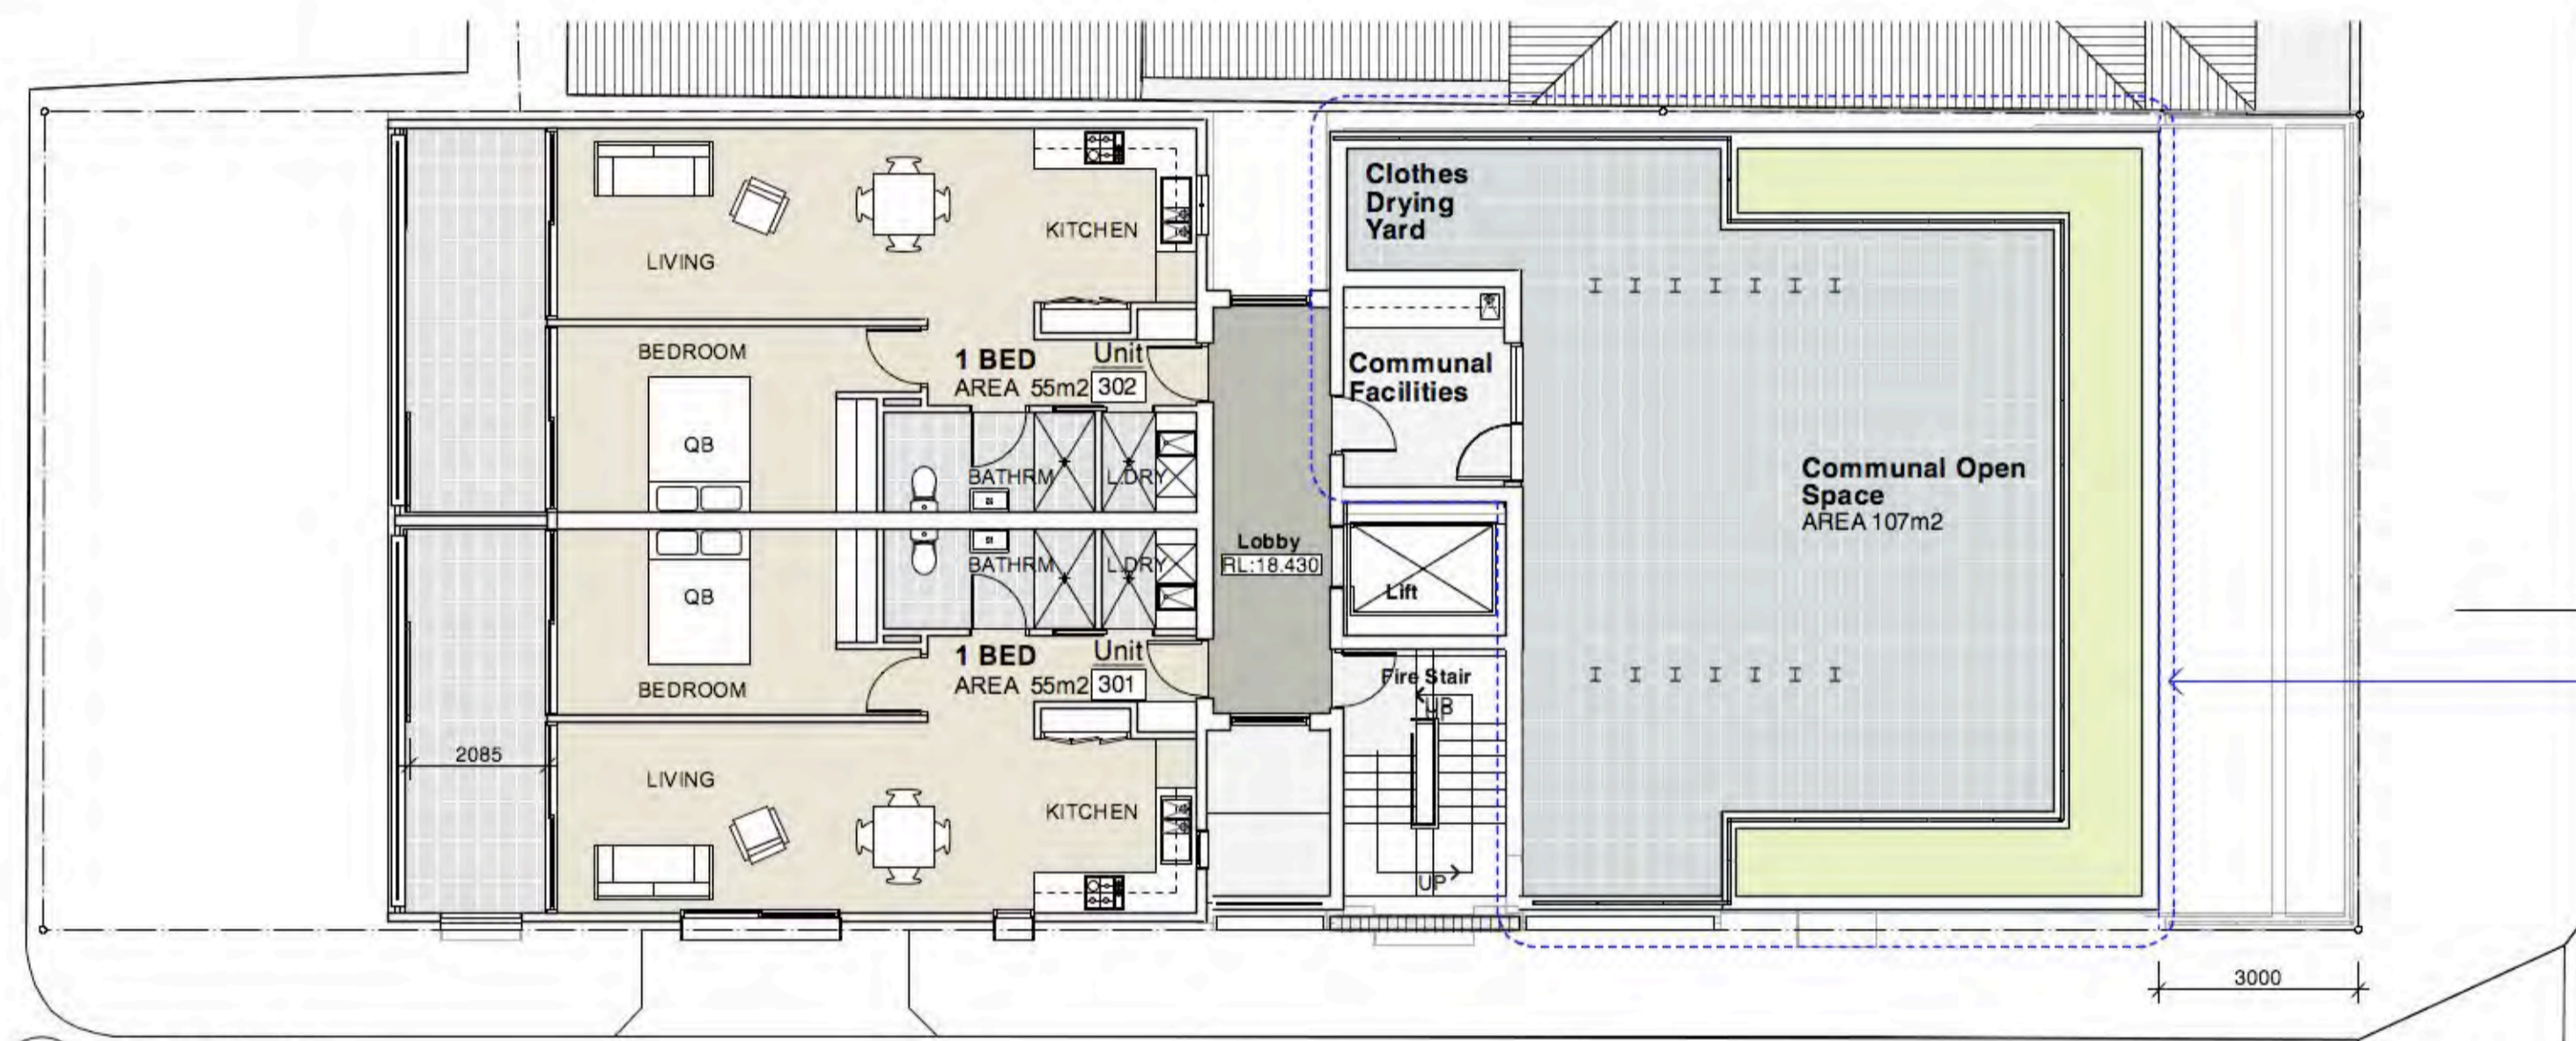 Clothes
Drying
Yard
KITCHEN
LIVING
BEDROOM
1 BED
AREA 55m2
Unit
302
Communal
Facilities
QB
BATHRM
L.DRY
Communal Open
Space
AREA 107m2
Lobby
RL:18.430
Lift
BATHRM
L.DRY
QB
1 BED
AREA 55m2
Unit
301
BEDROOM
Fire Stair
UP
2085
LIVING
KITCHEN
UP
3000